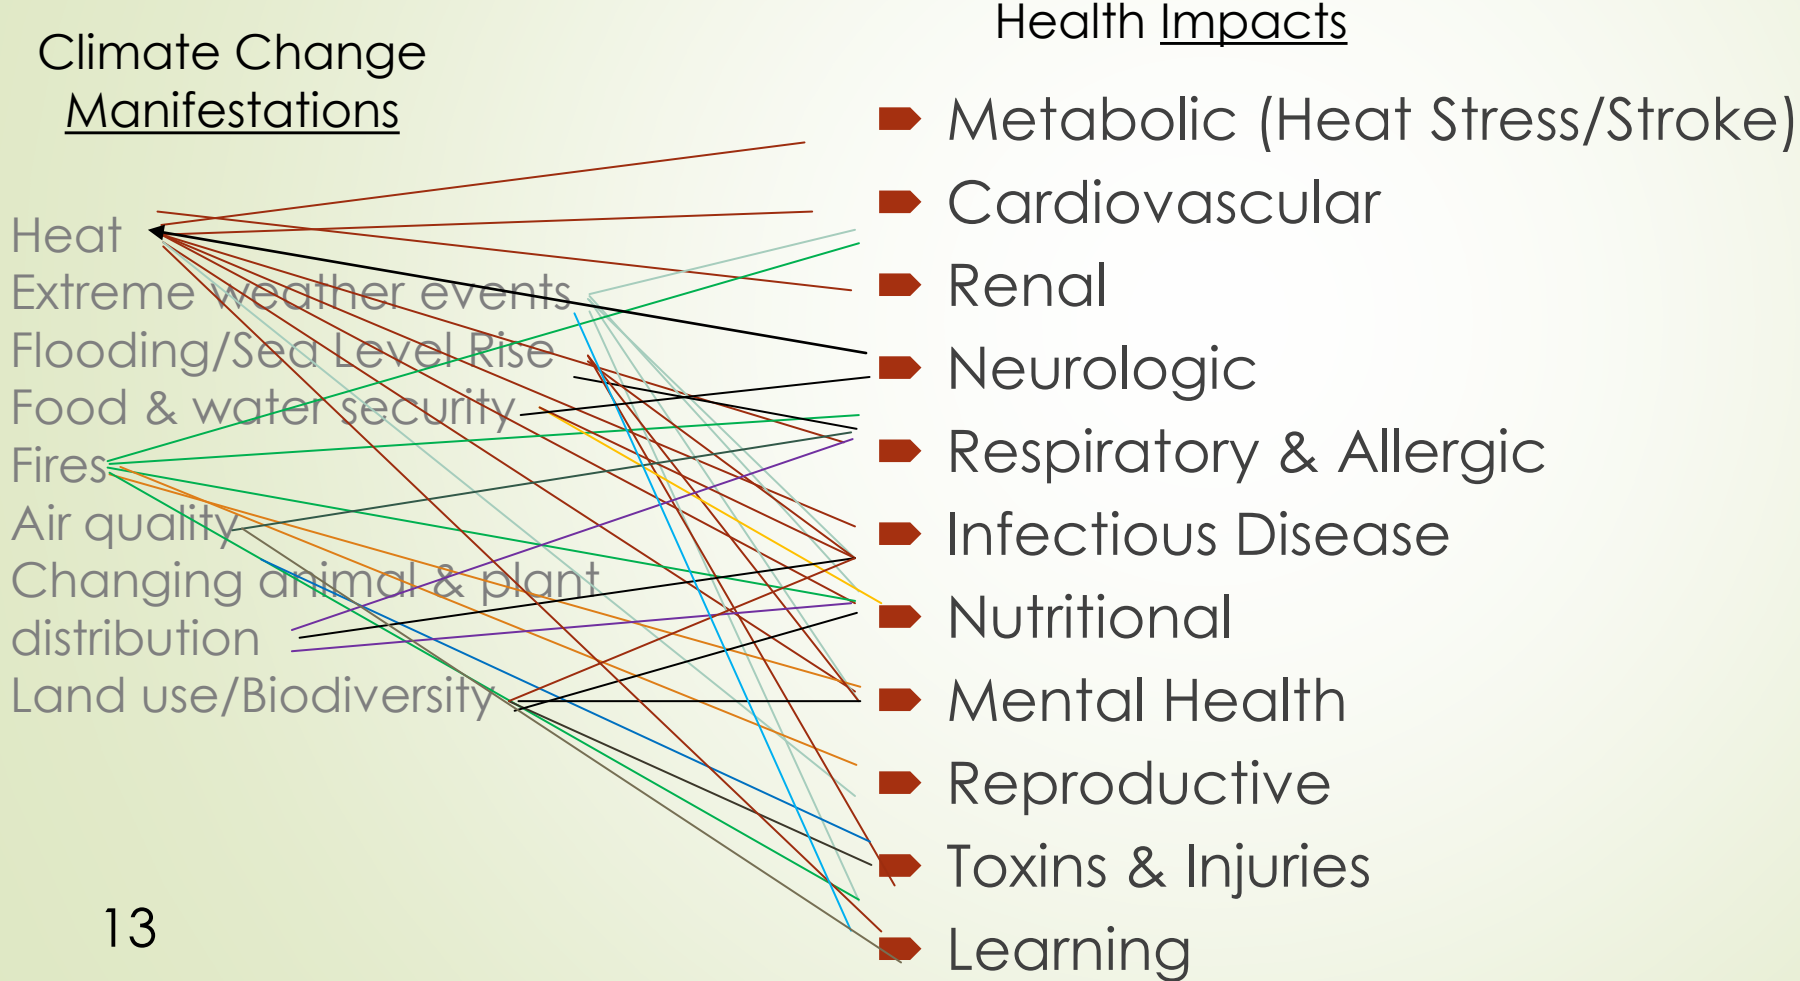 Climate Change
Manifestations
Heat
Extreme weather events
Flooding/Sea Level Rise
Food & water security
Fires
Air quality
Changing animal & plant
distribution
Land use/Biodiversity
13
Health Impacts
Metabolic (Heat Stress/Stroke)
Cardiovascular
Renal
Neurologic
Respiratory & Allergic
Infectious Disease
Nutritional
Mental Health
Reproductive
Toxins & Injuries
Learning